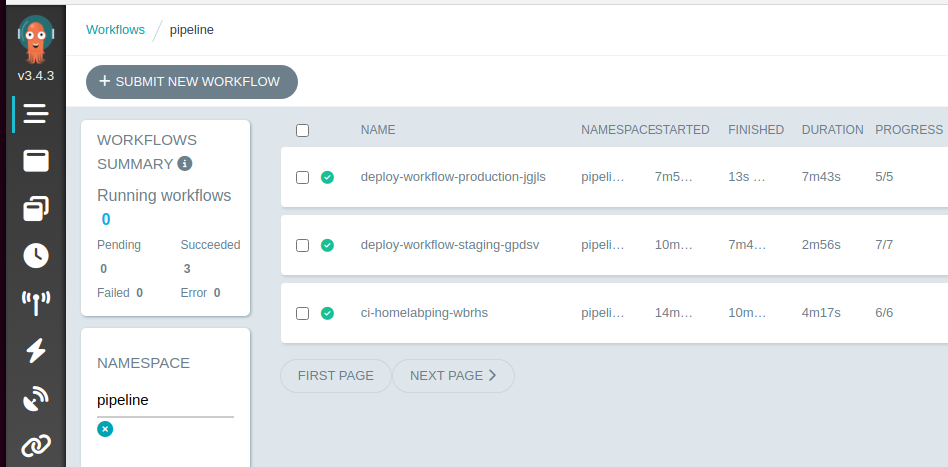 Workflows / pipeline
v3.4.3
+ SUBMIT NEW WORKFLOW
WORKFLOWS
SUMMARY
Running workflows
0
Pending Succeeded
0 3
Failed 0 Error 0
NAMESPACE
pipeline
NAME NAMESPACE STARTED FINISHED DURATION PROGRESS
deploy-workflow-production-jgjls pipeli… 7m5… 13s … 7m43s 5/5
deploy-workflow-staging-gpdsv pipeli… 10m… 7m4… 2m56s 7/7
ci-homelabping-wbrhs pipeli… 14m… 10m… 4m17s 6/6
FIRST PAGE NEXT PAGE